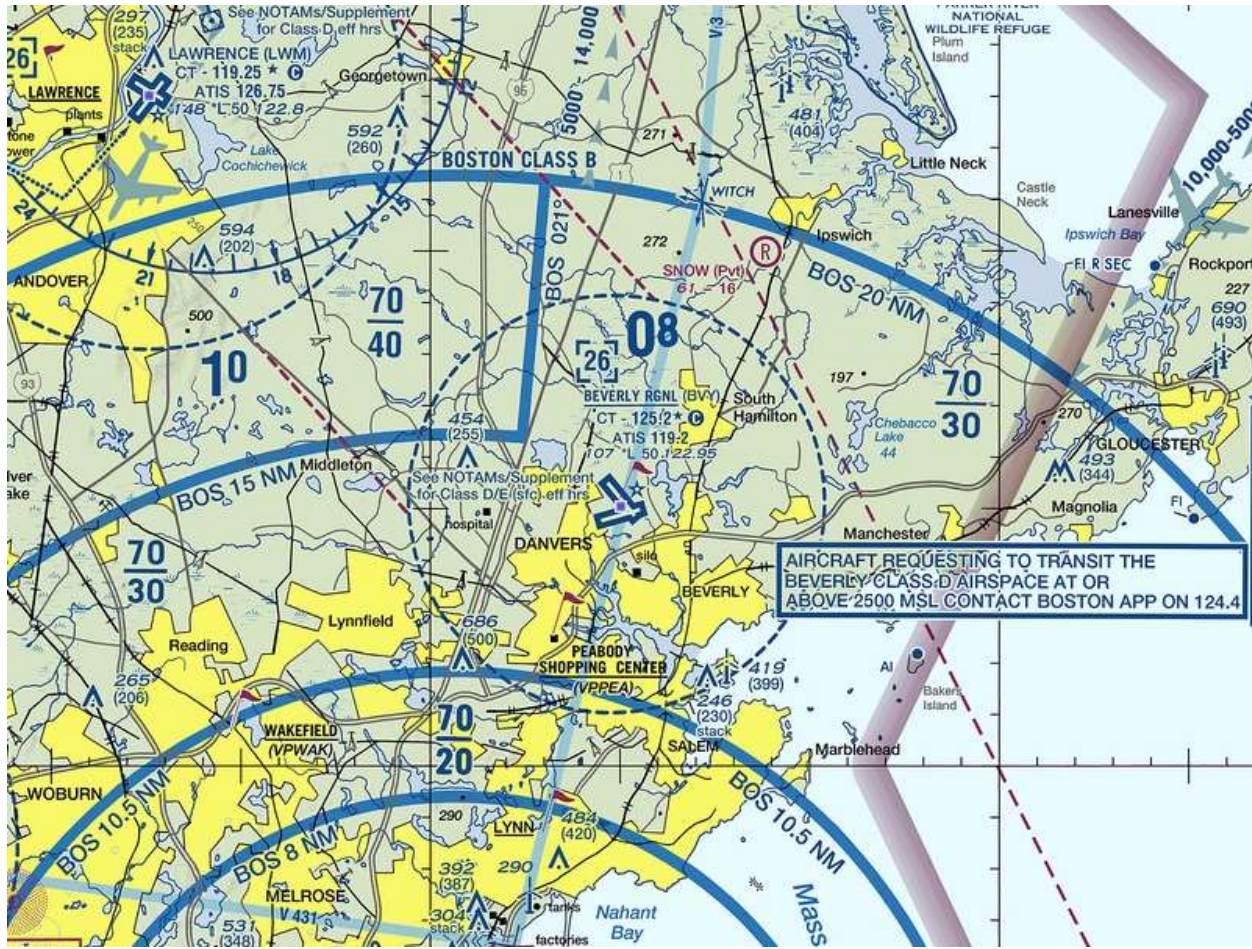 297
(235)
stack
26
See NOTAMs/Supplement
for Class D eff hrs
LAWRENCE (LWM)
CT - 119.25 * C
ATIS 126.75
148 *L 50 122.8
LAWRENCE
plants
Georgetown
95
5000 - 14,000
V 3
NATIONAL
WILDLIFE REFUGE
Plum
Island
592
(260)
Lake
Cochichewick
BOSTON CLASS B
271
1
481
(404)
Little Neck
10,000-500
Castle
Neck
Lanesville
WITCH
24
21
18
15
250
594
(202)
ANDOVER
500
BOS 021°
272
SNOW (Pvt)
61 - 16
R
Ipswich
BOS 20 NM
Ipswich Bay
FI R SEC
Rockport
227
690
(493)
70
40
10
08
26
93
BEVERLY RGNL (BVY)
CT - 125.2 * C
ATIS 119.2
107 *L 50 122.95
South
Hamilton
197
70
30
Chebacco
Lake
44
270
GLOUCESTER
493
(344)
Magnolia
Fl
454
(255)
Middleton
BOS 15 NM
See NOTAMs/Supplement
for Class D/E (sfc) eff hrs
hospital
DANVERS
silo
BEVERLY
Manchester
AIRCRAFT REQUESTING TO TRANSIT THE
BEVERLY CLASS D AIRSPACE AT OR
ABOVE 2500 MSL CONTACT BOSTON APP ON 124.4
70
30
Lynnfield
Reading
686
(500)
PEABODY
SHOPPING CENTER
(VPPEA)
419
(399)
246
(230)
stack
Al
Bakers
Island
265
(206)
WAKEFIELD
(VPWAK)
70
20
SALEM
Marblehead
WOBURN
BOS 10.5 NM
BOS 10.5 NM
BOS 8 NM
290
LYNN
484
(420)
MELROSE
V 431
392
(387)
290
304
stack
tanks
factories
531
(348)
Nahant
Bay
Mass